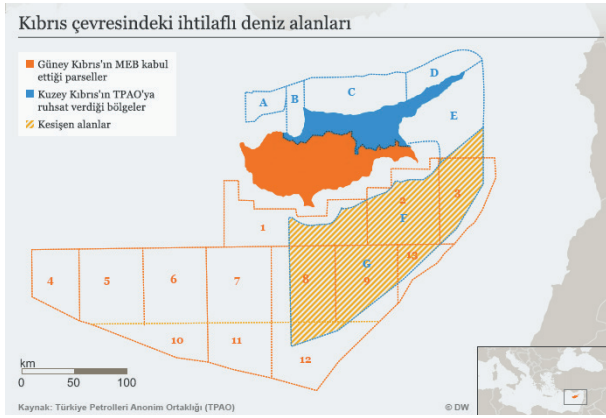 Kıbrıs çevresindeki ihtilaflı deniz alanları
Güney Kıbrıs'ın MEB kabul
ettiği parseller
Kuzey Kıbrıs'ın TPAO'ya
ruhsat verdiği bölgeler
Kesişen alanlar
A
B
C
D
E
1
2
3
F
4
5
6
7
8
G
9
13
10
11
12
km
0
50
100
Kaynak: Türkiye Petrolleri Anonim Ortaklığı (TPAO)
© DW